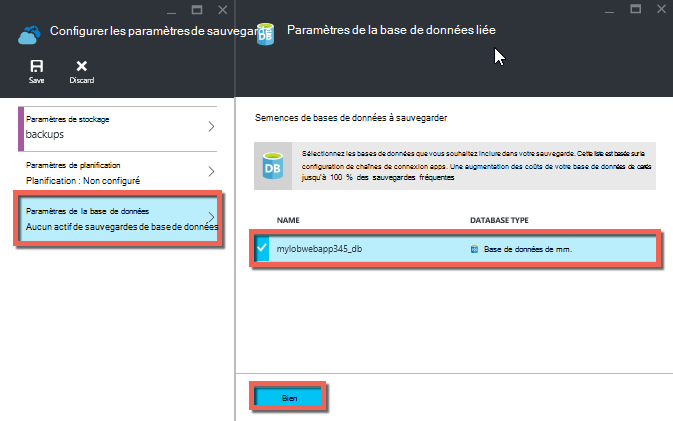 Configurer les paramètres de sauvegarde
Save
Discard
Paramètres de stockage
backups
Paramètres de planification
Planification : Non configuré
Paramètres de la base de données
Aucun actif de sauvegardes de base de données
DB
Paramètres de la base de données liée
Semences de bases de données à sauvegarder
DB
Sélectionnez les bases de données que vous souhaitez inclure dans votre sauvegarde. Cette liste est basée sur la
configuration de chaînes de connexion apps. Une augmentation des coûts de votre base de données de
jusqu'à 100 % des sauvegardes fréquentes
NAME
DATABASE TYPE
mylobwebapp345_db
Base de données de mm.
Bien